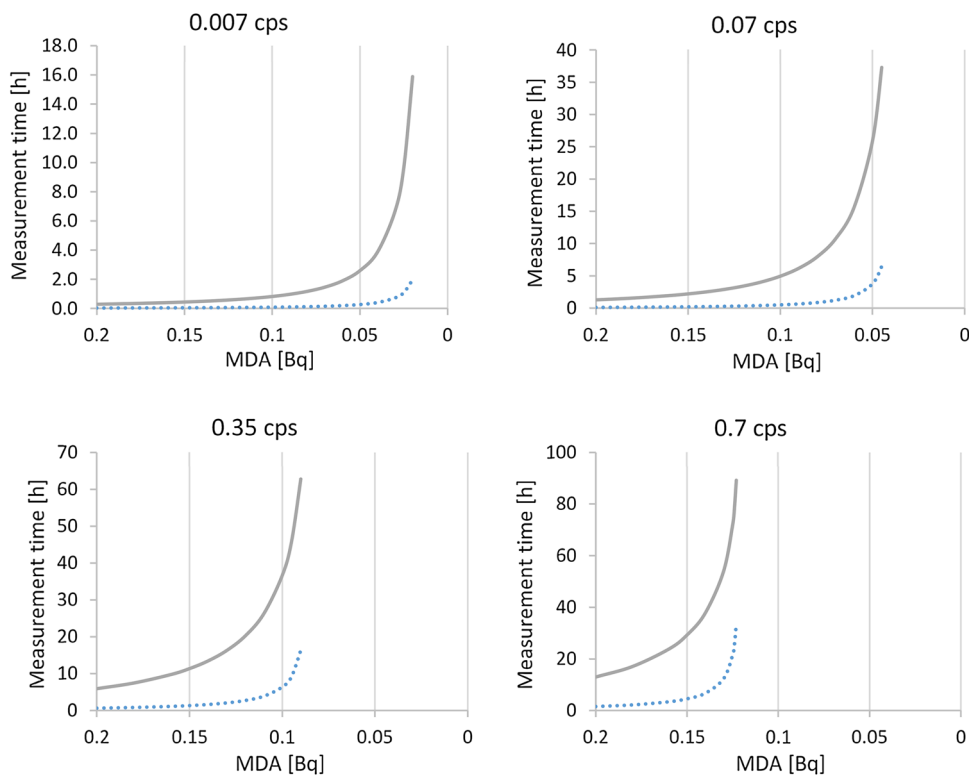 0.007 cps
Measurement time [h]
18.0
16.0
14.0
12.0
10.0
8.0
6.0
4.0
2.0
0.0
0.2 0.15 0.1 0.05 0
MDA [Bq]
0.07 cps
Measurement time [h]
40
35
30
25
20
15
10
5
0
0.2 0.15 0.1 0.05 0
MDA [Bq]
0.35 cps
Measurement time [h]
70
60
50
40
30
20
10
0
0.2 0.15 0.1 0.05 0
MDA [Bq]
0.7 cps
Measurement time [h]
100
80
60
40
20
0
0.2 0.15 0.1 0.05 0
MDA [Bq]